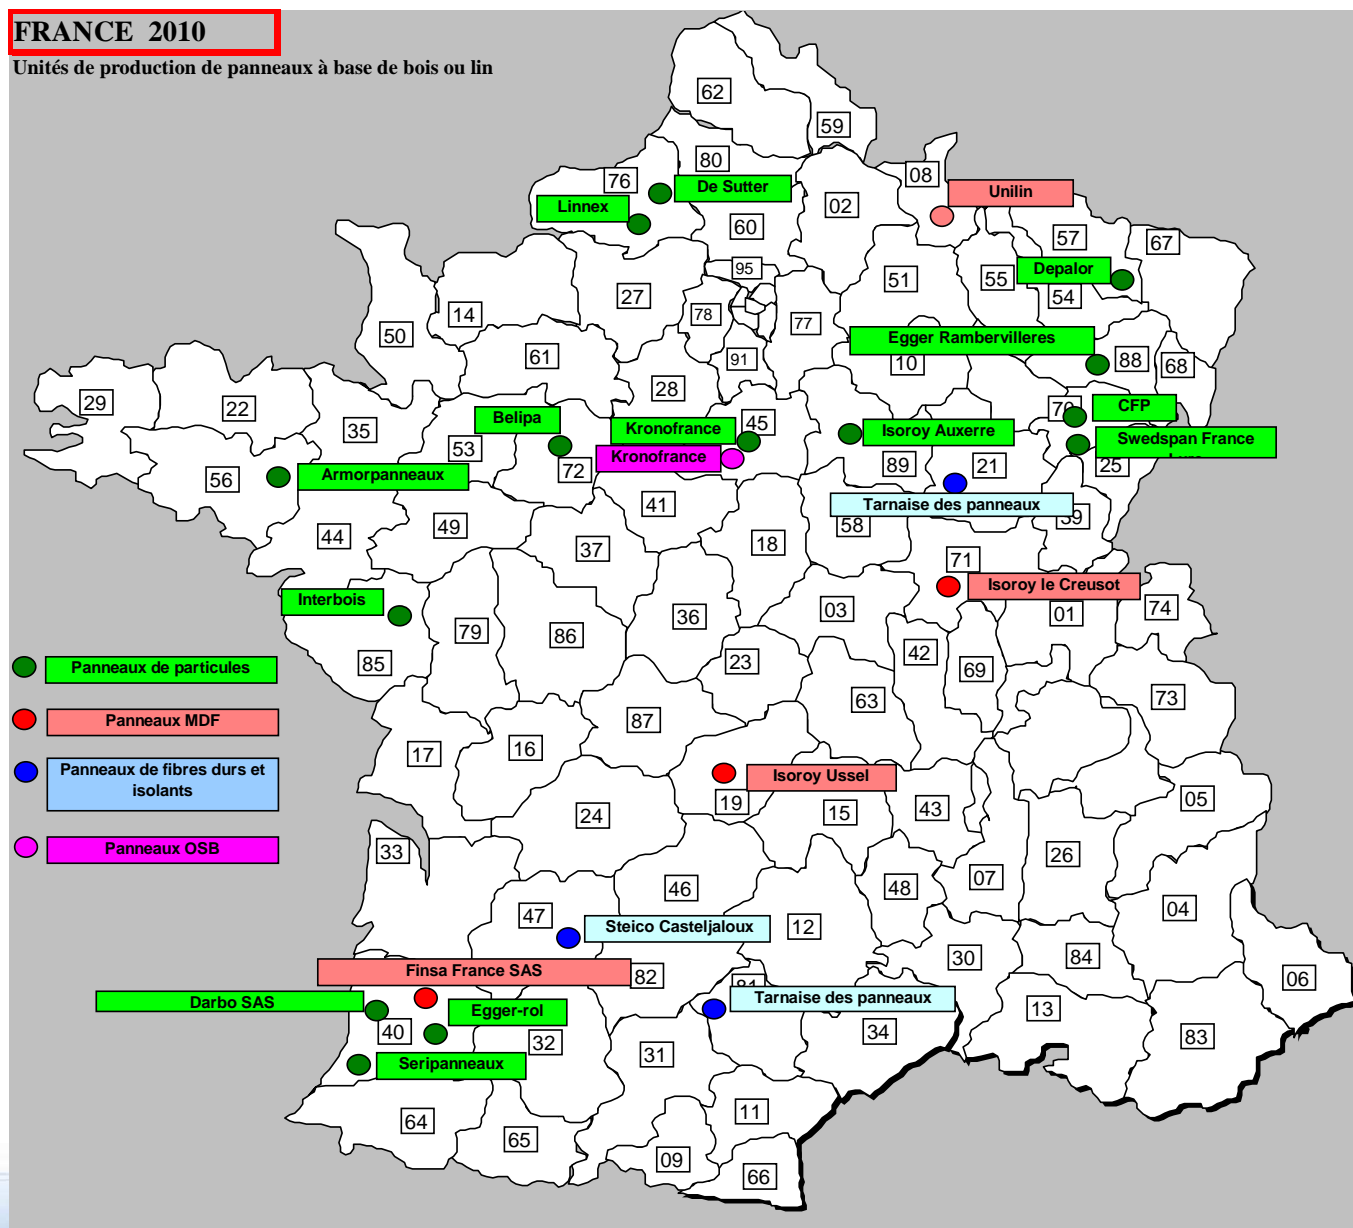 FRANCE 2010
Unités de production de panneaux à base de bois ou lin
62
59
80
08
76
De Sutter
Unilin
02
Linnex
60
57
67
95
Depalor
51
55
54
27
14
78
77
50
Egger Rambervilleres
61
91
10
88
68
28
29
22
CFP
Belipa
45
35
Kronofrance
Isoroy Auxerre
53
Swedspan France
Kronofrance
89
21
25
72
56
Armorpanneaux
41
Tarnaise des panneaux
49
58
39
44
37
18
71
Isoroy le Creusot
Interbois
36
03
01
74
79
86
42
85
23
69
Panneaux de particules
63
73
87
Panneaux MDF
16
17
Panneaux de fibres durs et
isolants
Isoroy Ussel
19
05
24
15
43
Panneaux OSB
33
26
46
07
48
04
47
Steico Casteljaloux
12
30
84
Finsa France SAS
82
06
81
Darbo SAS
Tarnaise des panneaux
Egger-rol
13
40
32
34
83
31
Seripanneaux
11
64
65
09
66